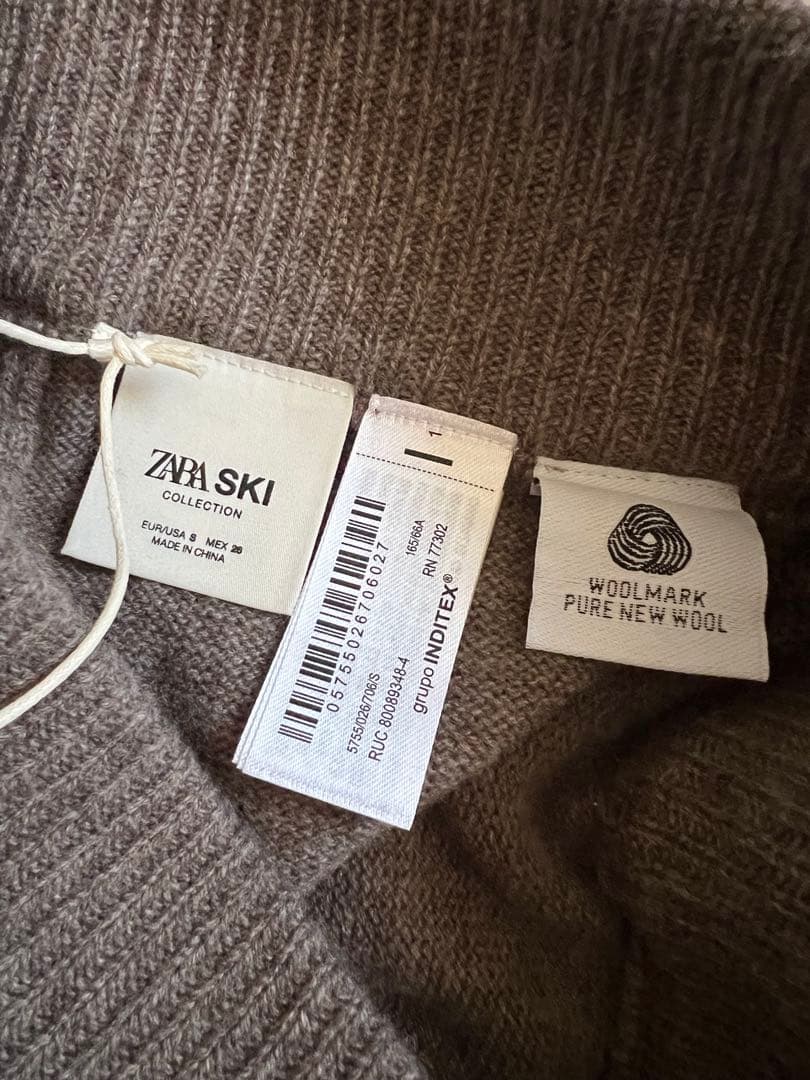 ZARA SKI
COLLECTION
EUR/USA S MEX 26
MADE IN CHINA
1
05755026706027
5755/026/706/S
165/66A
RUC 80089348-4
RN 77302
grupo INDITEX®
WOOLMARK
PURE NEW WOOL